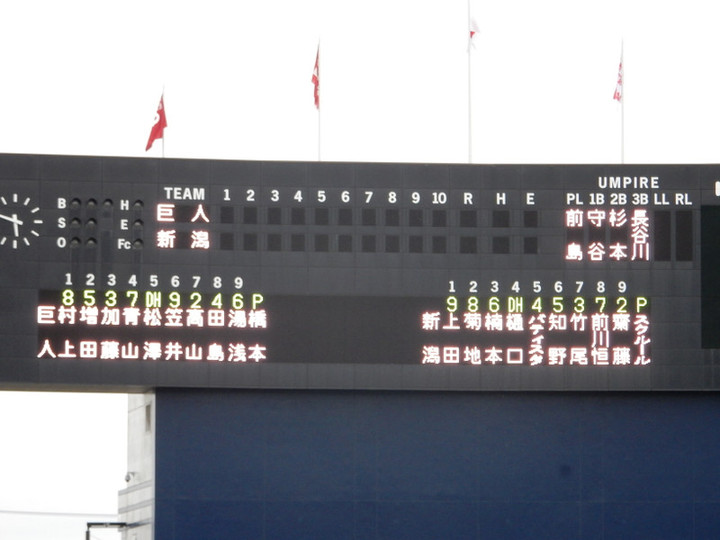 UMPIRE
TEAM 1 2 3 4 5 6 7 8 9 10 R H E PL 1B 2B 3B LL RL
B H
S E
O Fc
巨人 前島 守谷 杉本 長谷川
新潟
1 2 3 4 5 6 7 8 9
8 5 3 7 DH 9 2 4 6 P
巨人 村上 増田 加藤 青山 松澤 笠井 高山 田島 湯浅 橋本
1 2 3 4 5 6 7 8 9
9 8 6 DH 4 5 3 7 2 P
新潟 上田 菊地 楠本 樋口 バティスタ 知野 竹尾 前川恒 齋藤 スクルール